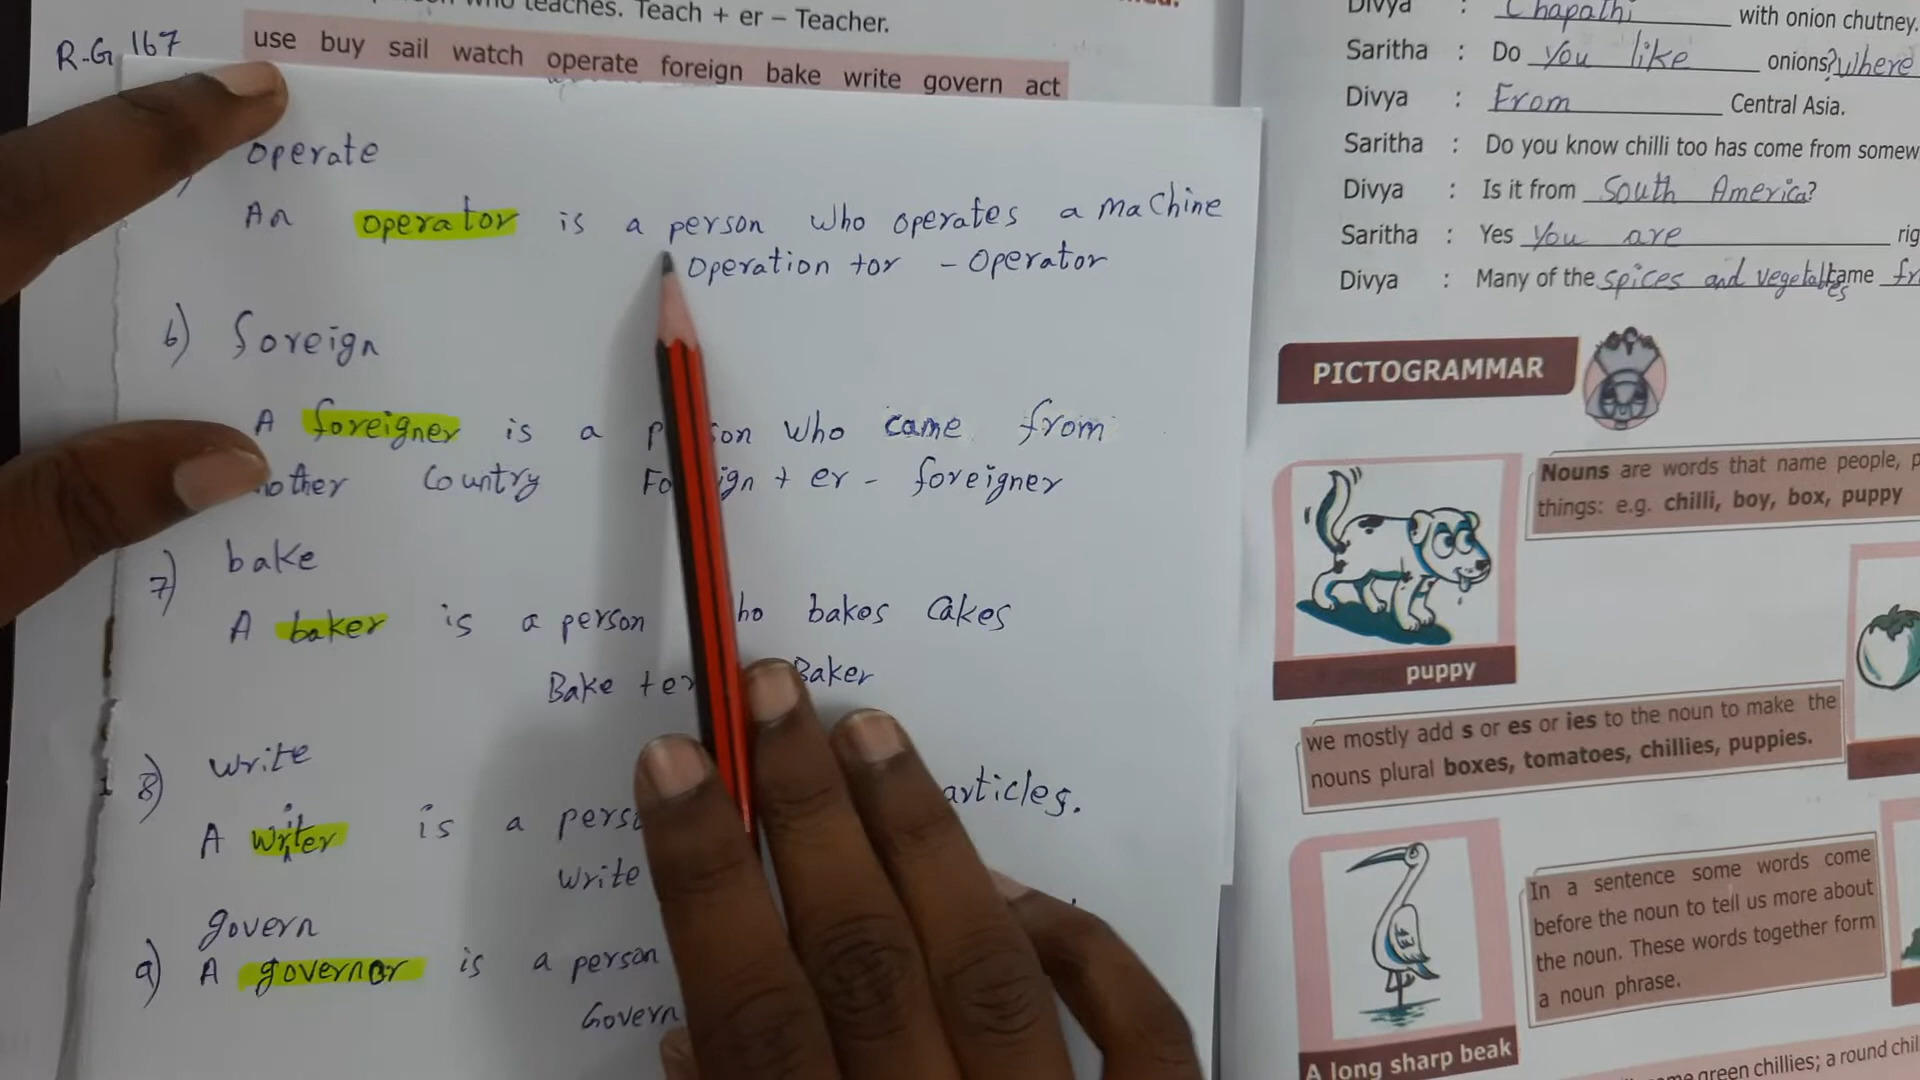 teaches. Teach + er – Teacher.
R-G 167
use buy sail watch operate foreign bake write govern act
operate
An operator is a person who operates a machine
Operation tor - Operator
6) foreign
A foreigner is a who came from
Country ign + er - foreigner
7) bake
A baker is a person bakes cakes
Bake +er Baker
8) write
A writer is a articles.
write
govern
9) A governor is a person
Govern
Divya : Chapathi with onion chutney.
Saritha : Do you like onions? where
Divya : From Central Asia.
Saritha : Do you know chilli too has come from
Divya : Is it from South America?
Saritha : Yes you are
Divya : Many of the spices and vegetables came
PICTOGRAMMAR
Nouns are words that name people,
things: e.g. chilli, boy, box, puppy
puppy
we mostly add s or es or ies to the noun to make the
nouns plural boxes, tomatoes, chillies, puppies.
In a sentence some words come
before the noun to tell us more about
the noun. These words together form
a noun phrase.
A long sharp beak
green chillies; a round